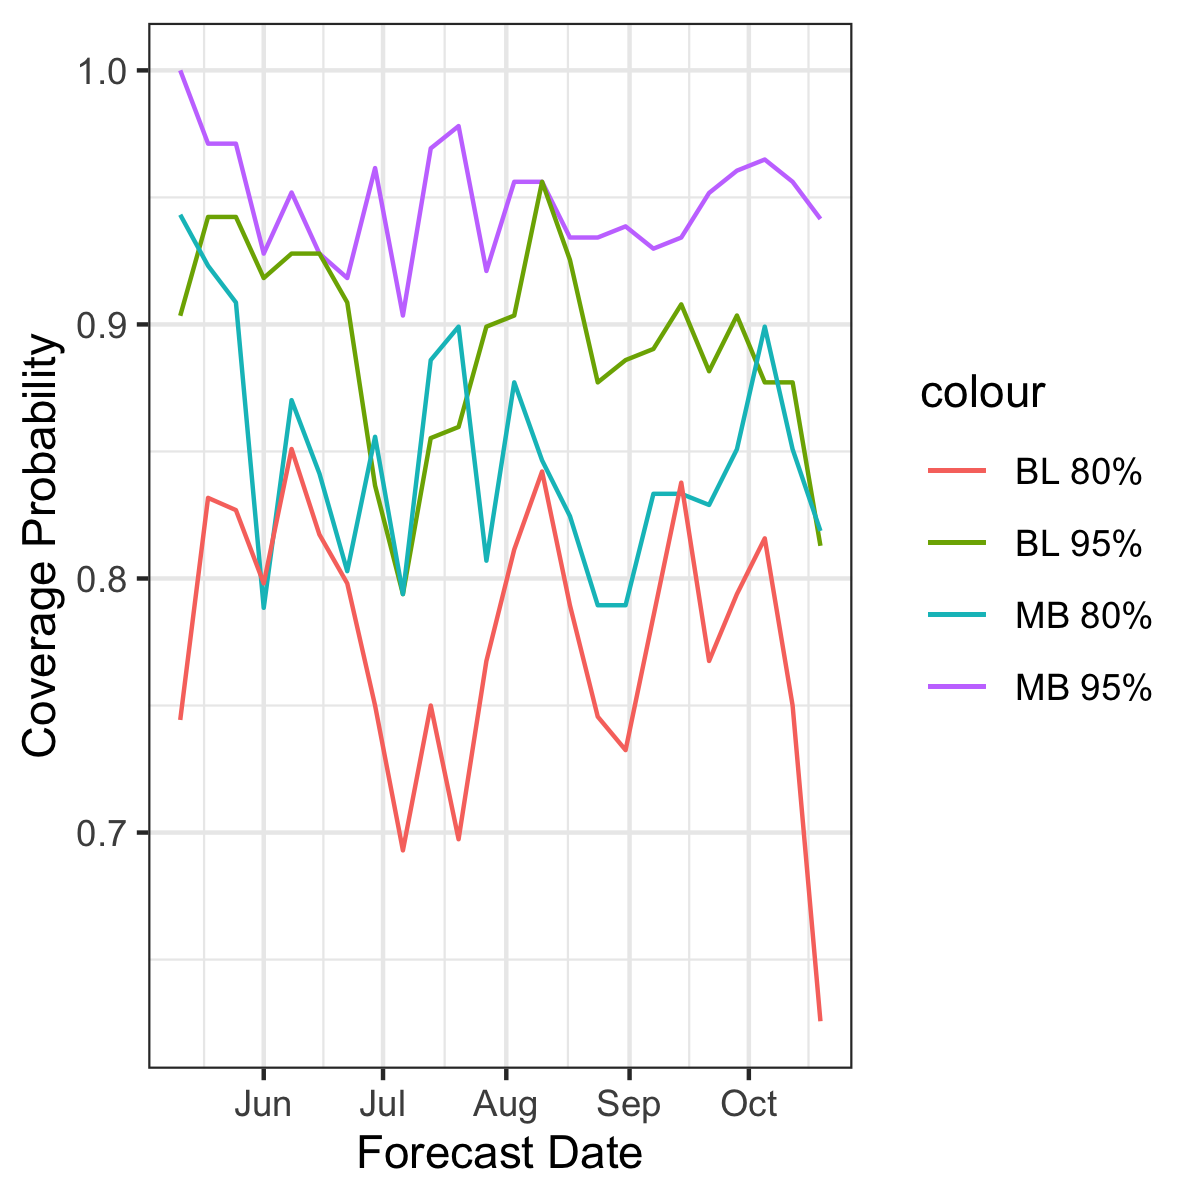 Coverage Probability
1.0
0.9
0.8
0.7
Jun Jul Aug Sep Oct
Forecast Date
colour
BL 80%
BL 95%
MB 80%
MB 95%